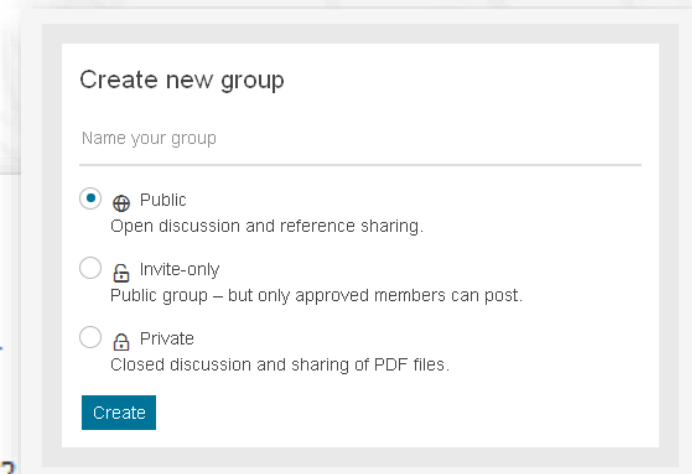 Create new group
Name your group
Public
Open discussion and reference sharing.
Invite-only
Public group – but only approved members can post.
Private
Closed discussion and sharing of PDF files.
Create
?